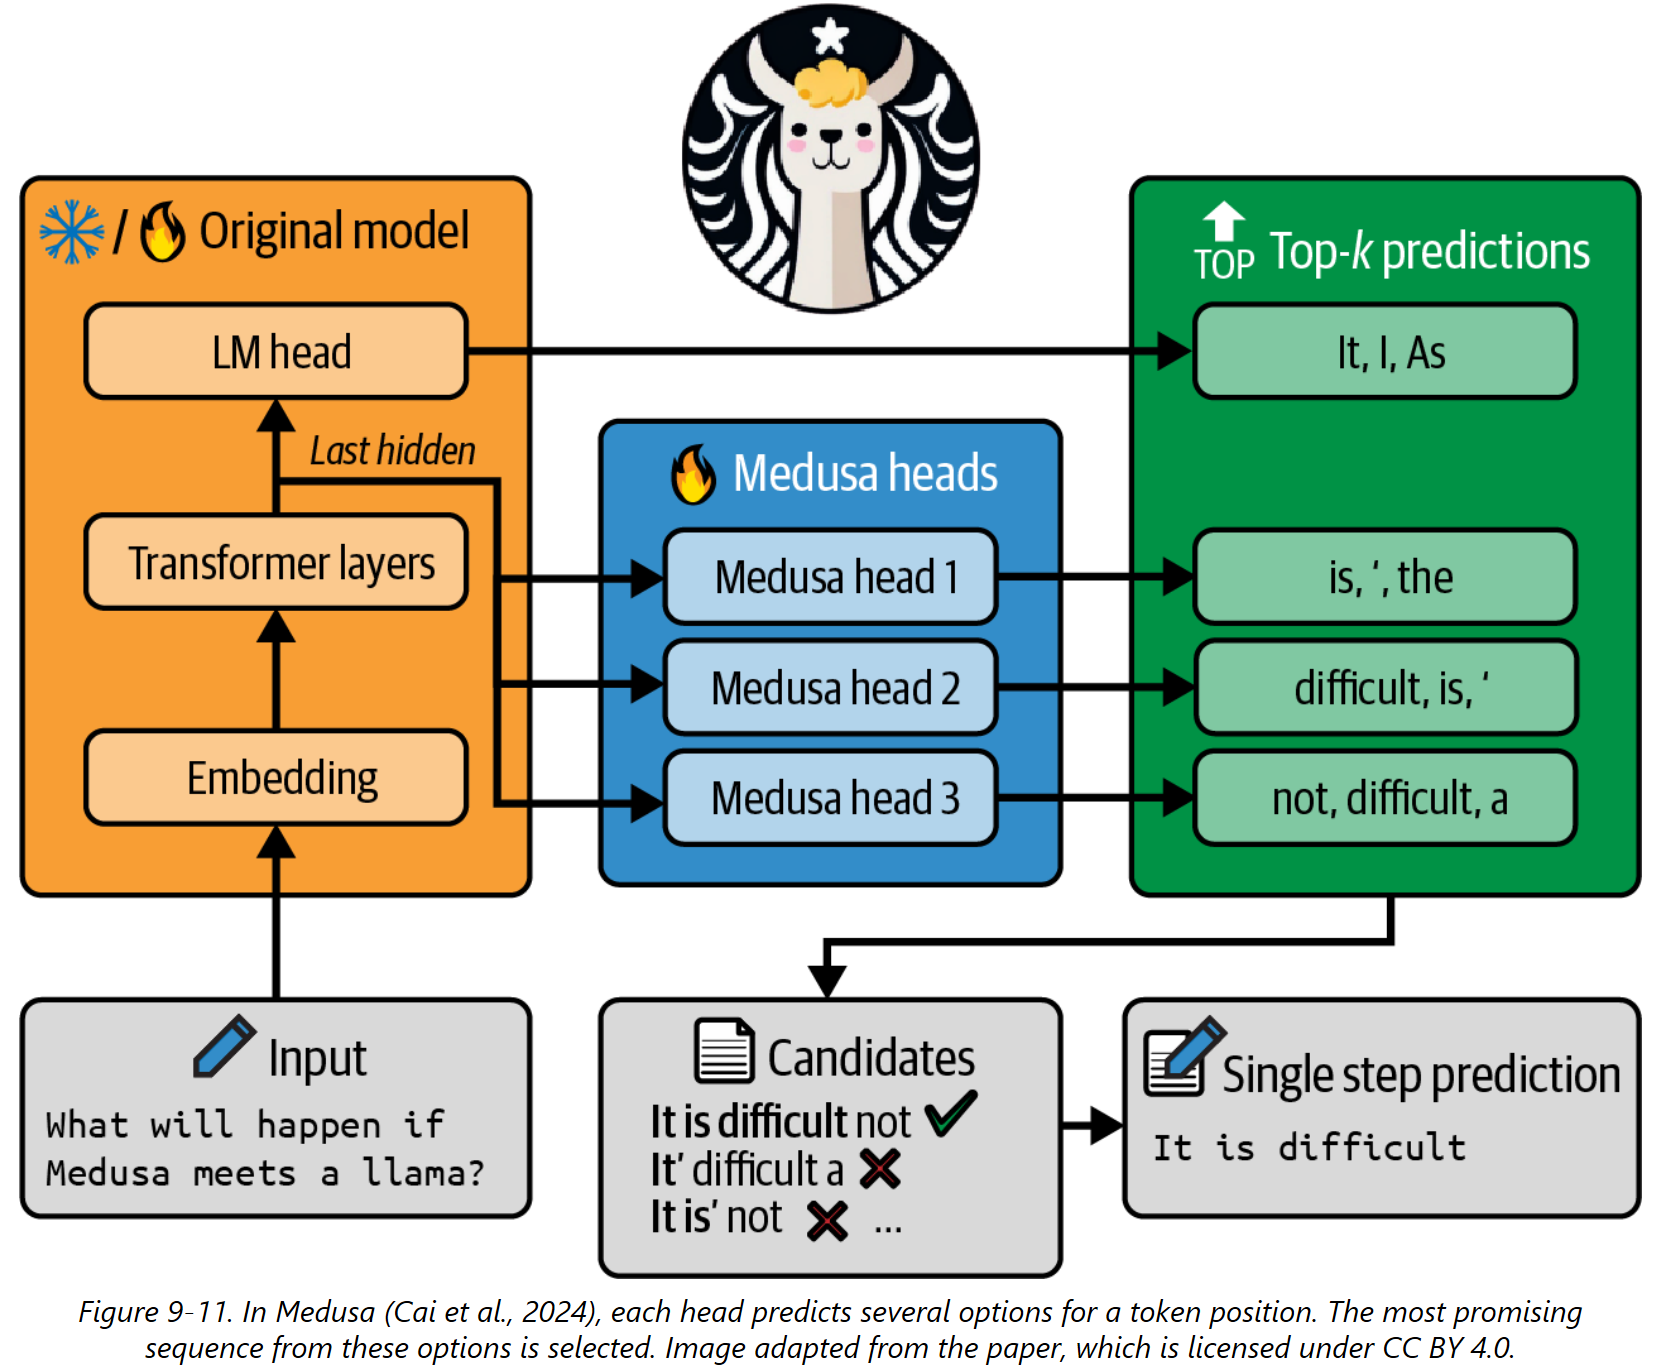 / Original model
LM head
Last hidden
Transformer layers
Embedding
Medusa heads
Medusa head 1
Medusa head 2
Medusa head 3
TOP Top-k predictions
It, I, As
is, ‘, the
difficult, is, ‘
not, difficult, a
Input
What will happen if
Medusa meets a llama?
Candidates
It is difficult not
It’ difficult a
It is’ not ...
Single step prediction
It is difficult
Figure 9-11. In Medusa (Cai et al., 2024), each head predicts several options for a token position. The most promising
sequence from these options is selected. Image adapted from the paper, which is licensed under CC BY 4.0.